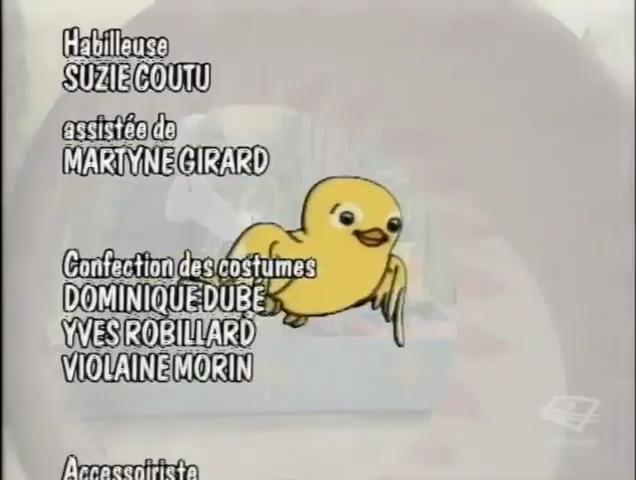 Habilleuse
SUZIE COUTU
assistée de
MARTYNE GIRARD
Confection des costumes
DOMINIQUE DUBÉ
YVES ROBILLARD
VIOLAINE MORIN
Accessoiriste